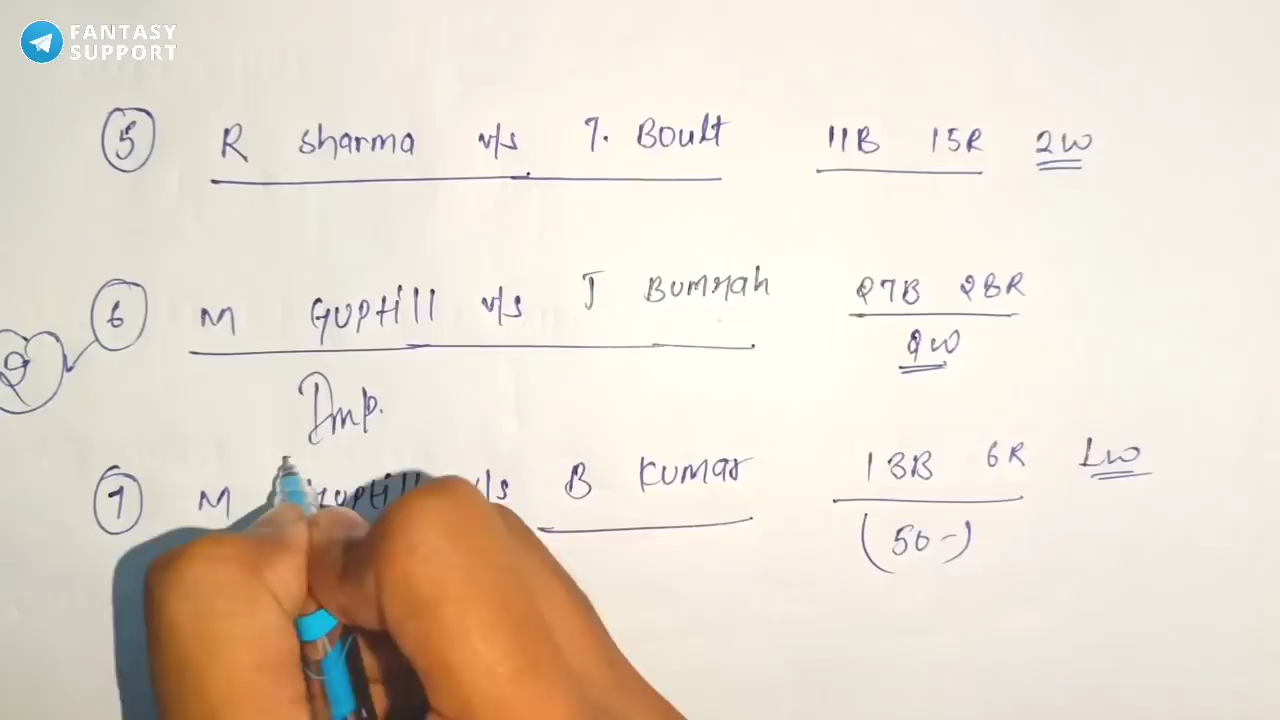 FANTASY
SUPPORT
5 R Sharma v/s T. Boult 11B 15R 2W
6 M Guptill v/s J Bumrah 27B 28R
2W
Imp.
7 M Guptill v/s B Kumar 13B 6R 1W
(50-)